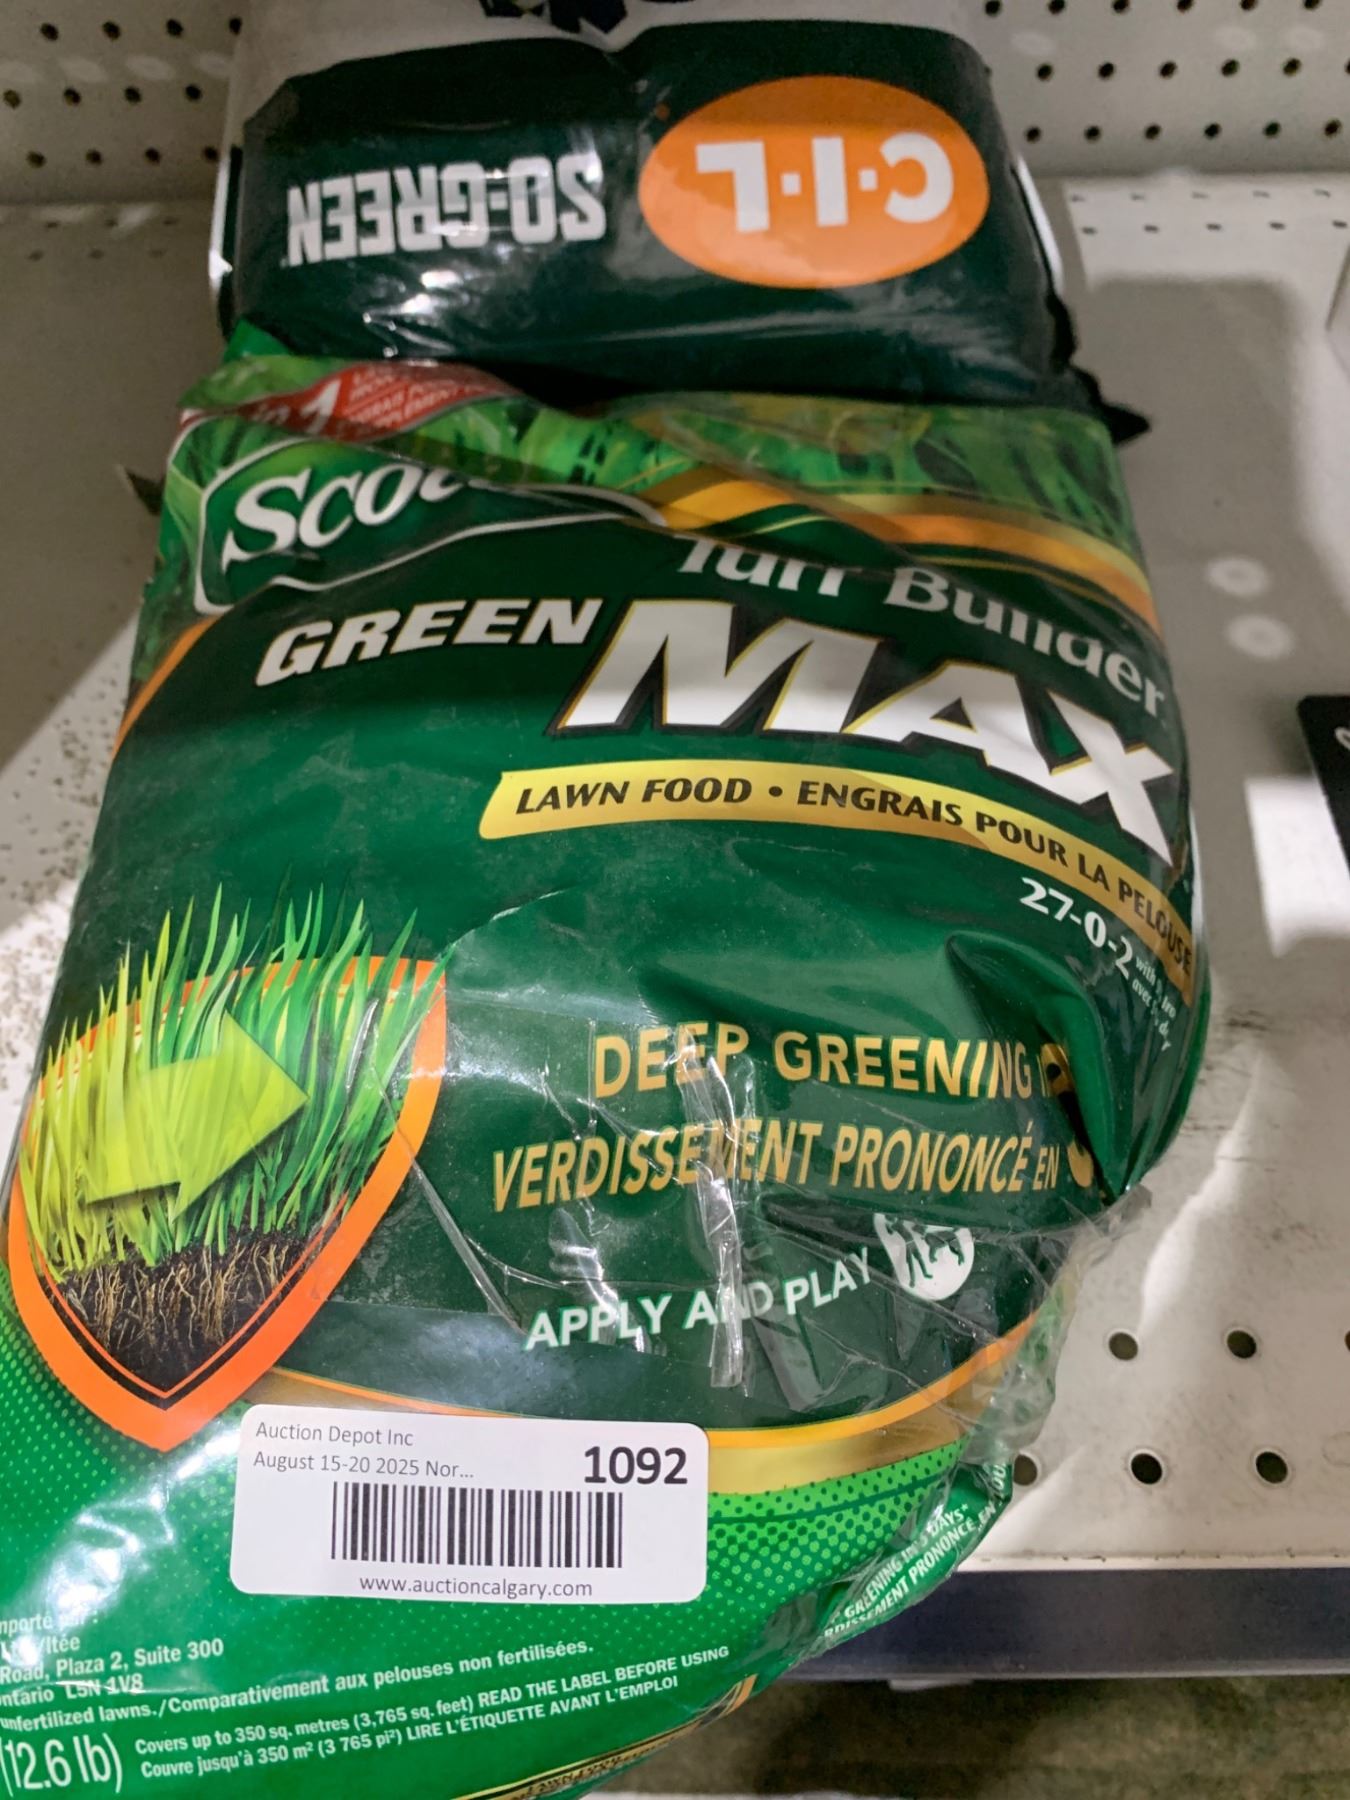 C·I·L
SO-GREEN
1
GREEN
MAX
LAWN FOOD • ENGRAIS POUR LA PELOUSE
27-0-2
DEEP GREENING
VERDISSEMENT PRONONCÉ EN
APPLY AND PLAY
Auction Depot Inc
August 15-20 2025 Nor...
1092
www.auctioncalgary.com
Road, Plaza 2, Suite 300
L5N 1V8
unfertilized lawns./Comparativement aux pelouses non fertilisées.
(12.6 lb)
Covers up to 350 sq. metres (3,765 sq. feet) READ THE LABEL BEFORE USING
Couvre jusqu'à 350 m² (3 765 pi²) LIRE L'ÉTIQUETTE AVANT L'EMPLOI